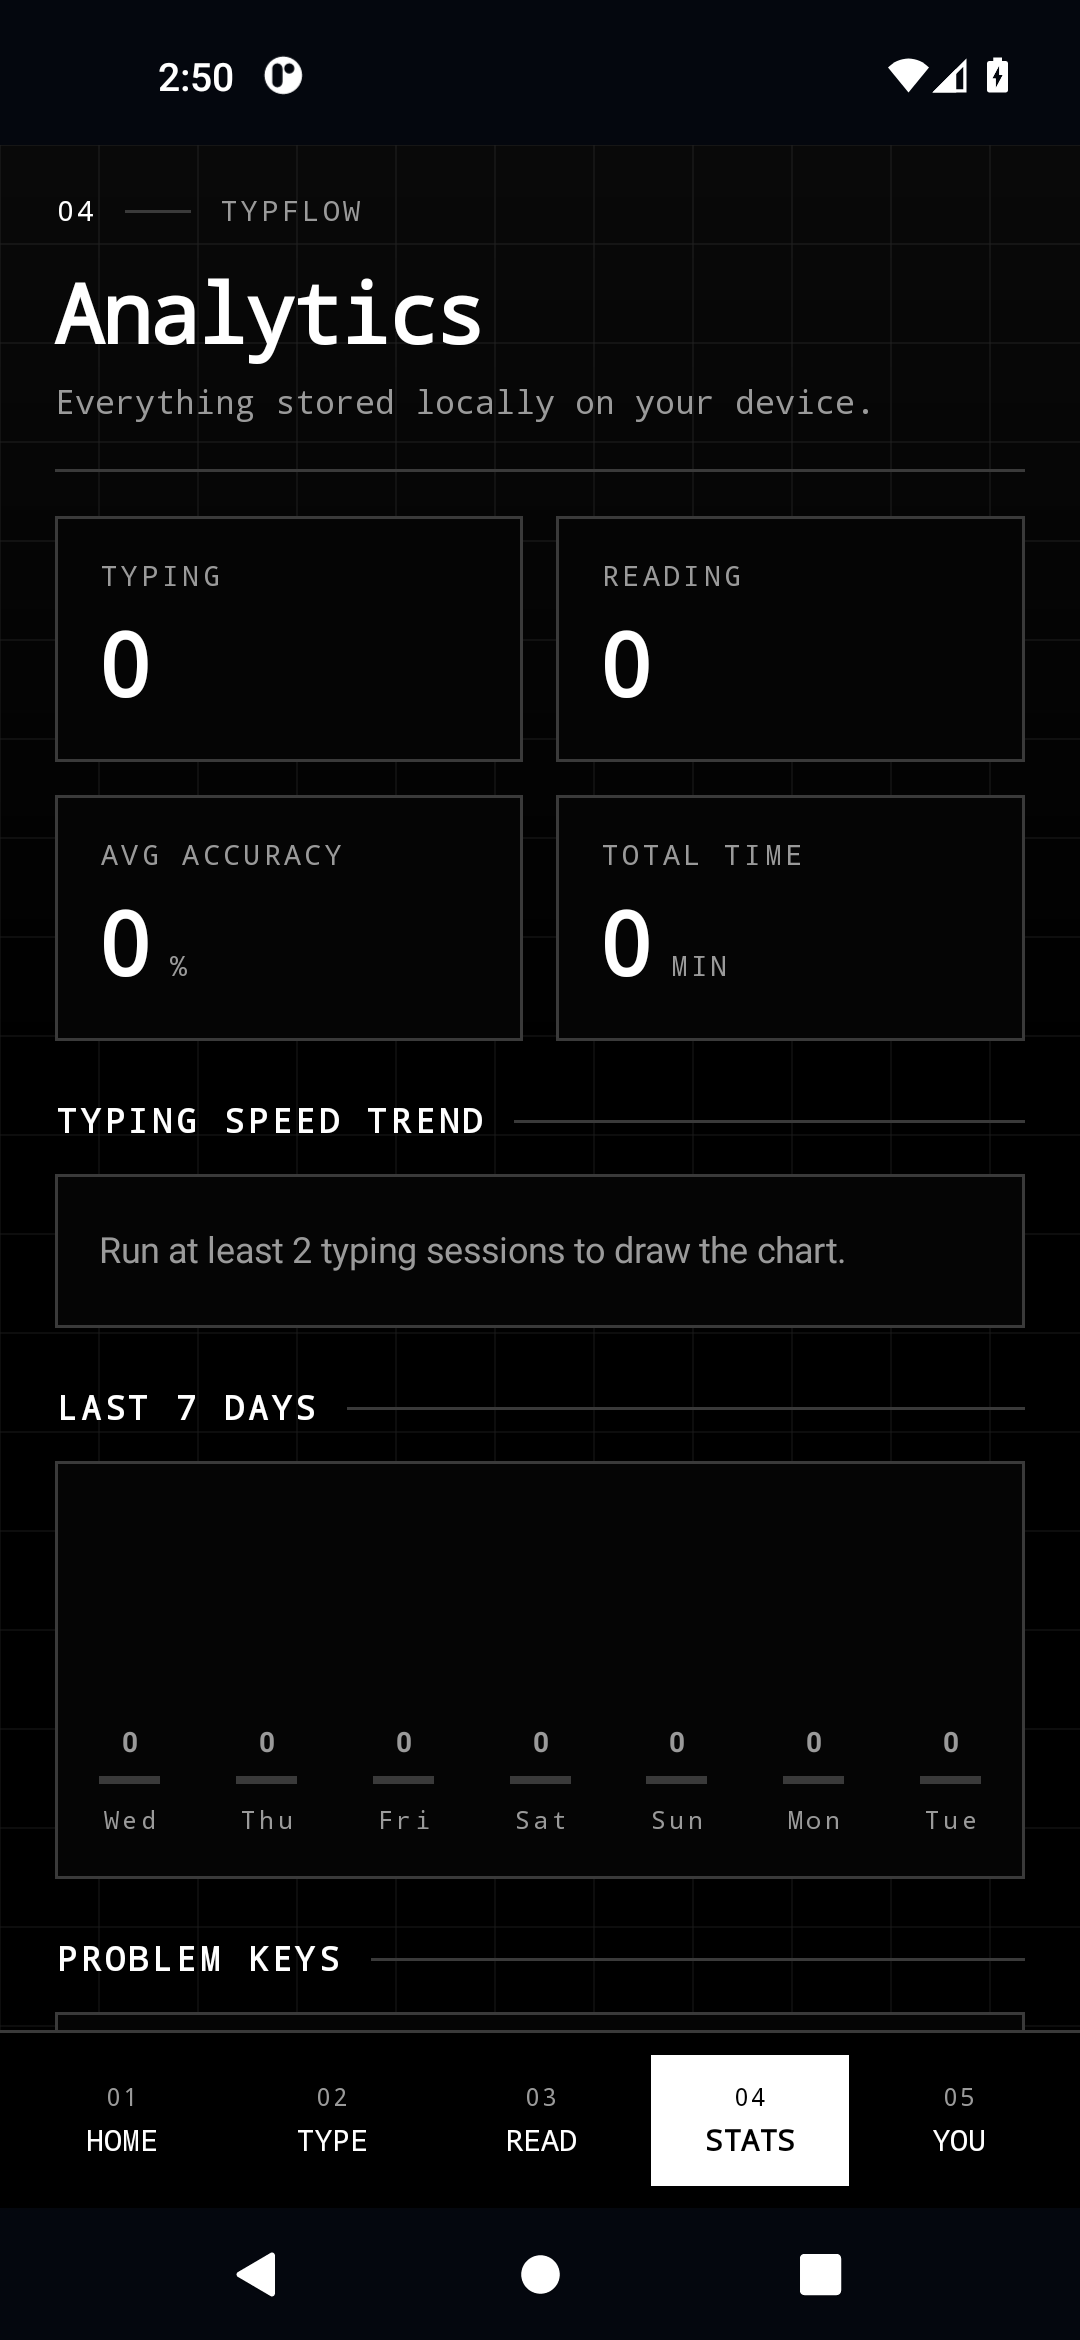 2:50
04 TYPFLOW
Analytics
Everything stored locally on your device.
TYPING READING
0 0
AVG ACCURACY TOTAL TIME
0 % 0 MIN
TYPING SPEED TREND
Run at least 2 typing sessions to draw the chart.
LAST 7 DAYS
0 0 0 0 0 0 0
Wed Thu Fri Sat Sun Mon Tue
PROBLEM KEYS
01 02 03 04 05
HOME TYPE READ STATS YOU